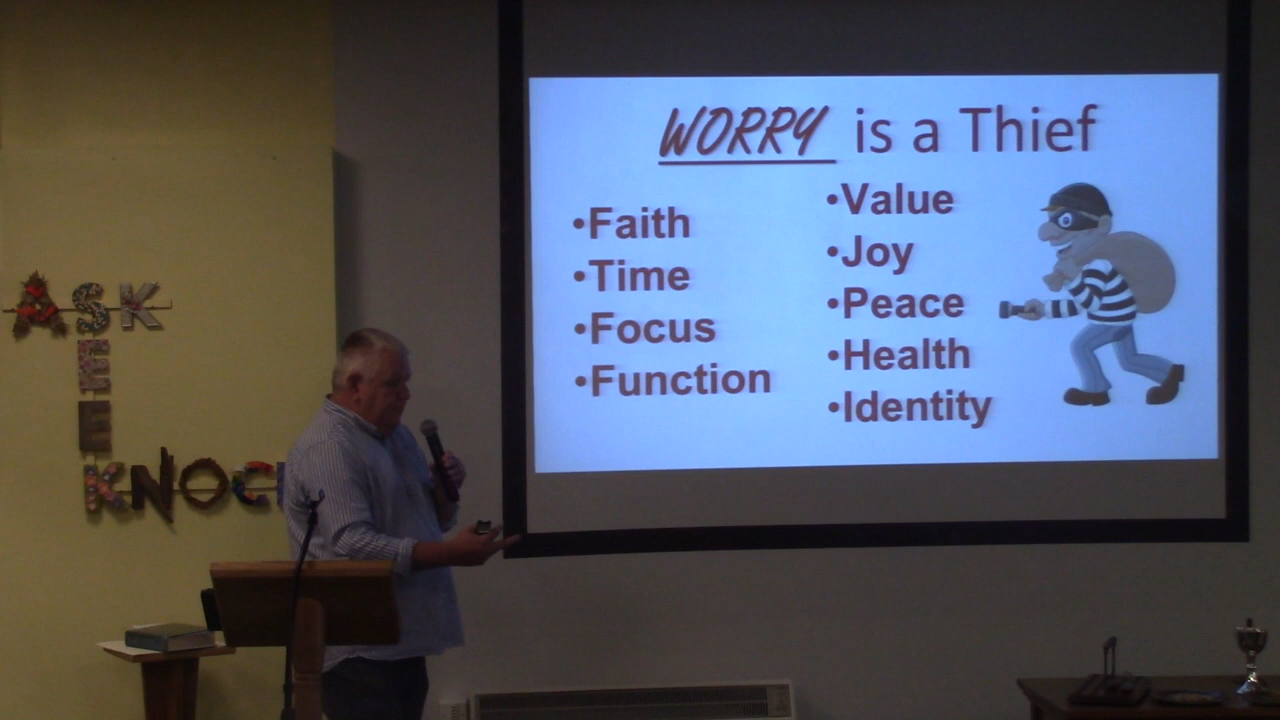 WORRY is a Thief
•Faith
•Time
•Focus
•Function
•Value
•Joy
•Peace
•Health
•Identity
ASK
SEEK
KNOC